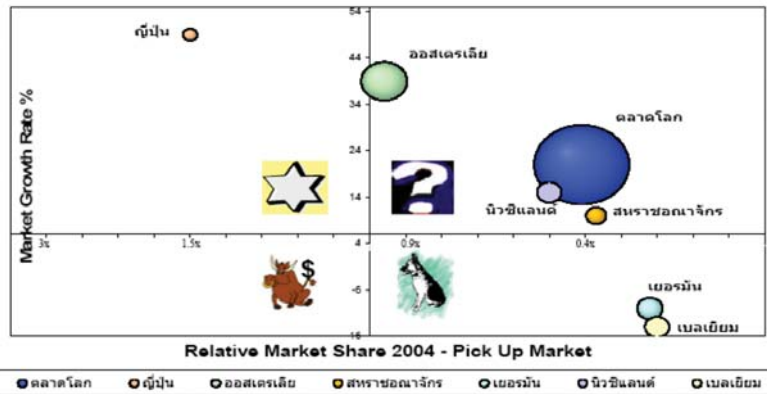 54
ญี่ปุ่น
ออสเตรเลีย
44
34
ตลาดโลก
24
Market Growth Rate %
?
14
นิวซีแลนด์
สหราชอณาจักร
3x 1.5x 4 0.9x 0.4x
$
-6
เยอรมัน
เบลเยียม
-16
Relative Market Share 2004 - Pick Up Market
ตลาดโลก ญี่ปุ่น ออสเตรเลีย สหราชอณาจักร เยอรมัน นิวซีแลนด์ เบลเยียม